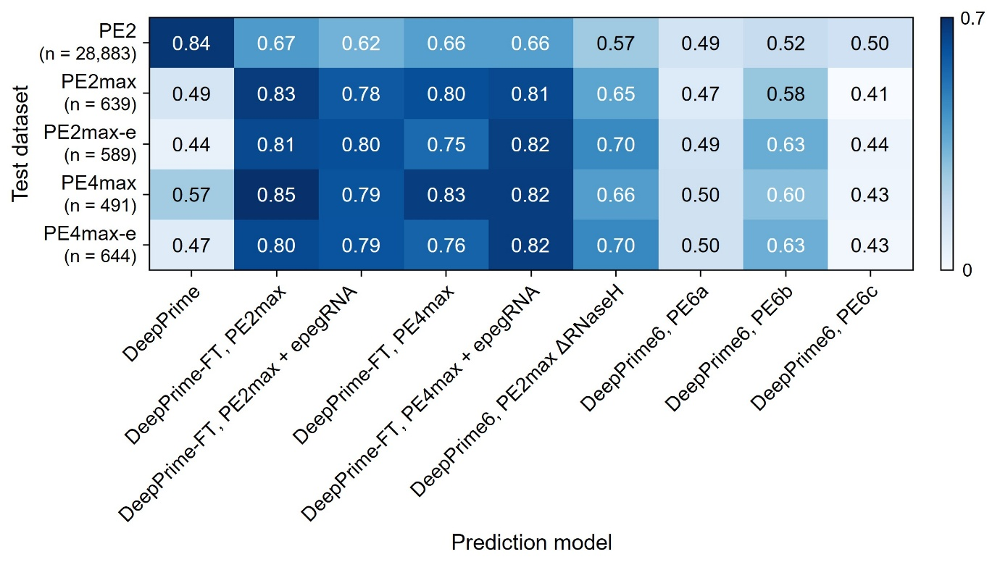 PE2
(n = 28,883)
0.84 0.67 0.62 0.66 0.66 0.57 0.49 0.52 0.50
PE2max
(n = 639)
0.49 0.83 0.78 0.80 0.81 0.65 0.47 0.58 0.41
PE2max-e
(n = 589)
0.44 0.81 0.80 0.75 0.82 0.70 0.49 0.63 0.44
PE4max
(n = 491)
0.57 0.85 0.79 0.83 0.82 0.66 0.50 0.60 0.43
PE4max-e
(n = 644)
0.47 0.80 0.79 0.76 0.82 0.70 0.50 0.63 0.43
Test dataset
0.7
0
DeepPrime
DeepPrime-FT, PE2max
DeepPrime-FT, PE2max + epegRNA
DeepPrime-FT, PE4max
DeepPrime-FT, PE4max + epegRNA
DeepPrime6, PE2max ΔRNaseH
DeepPrime6, PE6a
DeepPrime6, PE6b
DeepPrime6, PE6c
Prediction model